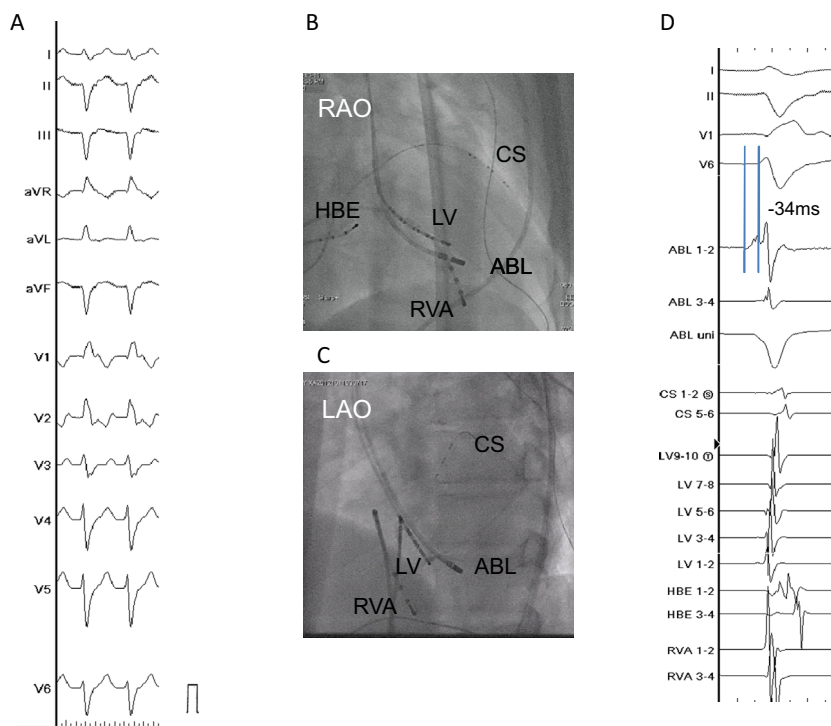 A
I
II
III
aVR
aVL
aVF
V1
V2
V3
V4
V5
V6
B
RAO
CS
HBE
LV
ABL
RVA
C
LAO
CS
LV
ABL
RVA
D
I
II
V1
V6
-34ms
ABL 1-2
ABL 3-4
ABL uni
CS 1-2 Ⓢ
CS 5-6
LV9-10 Ⓣ
LV 7-8
LV 5-6
LV 3-4
LV 1-2
HBE 1-2
HBE 3-4
RVA 1-2
RVA 3-4